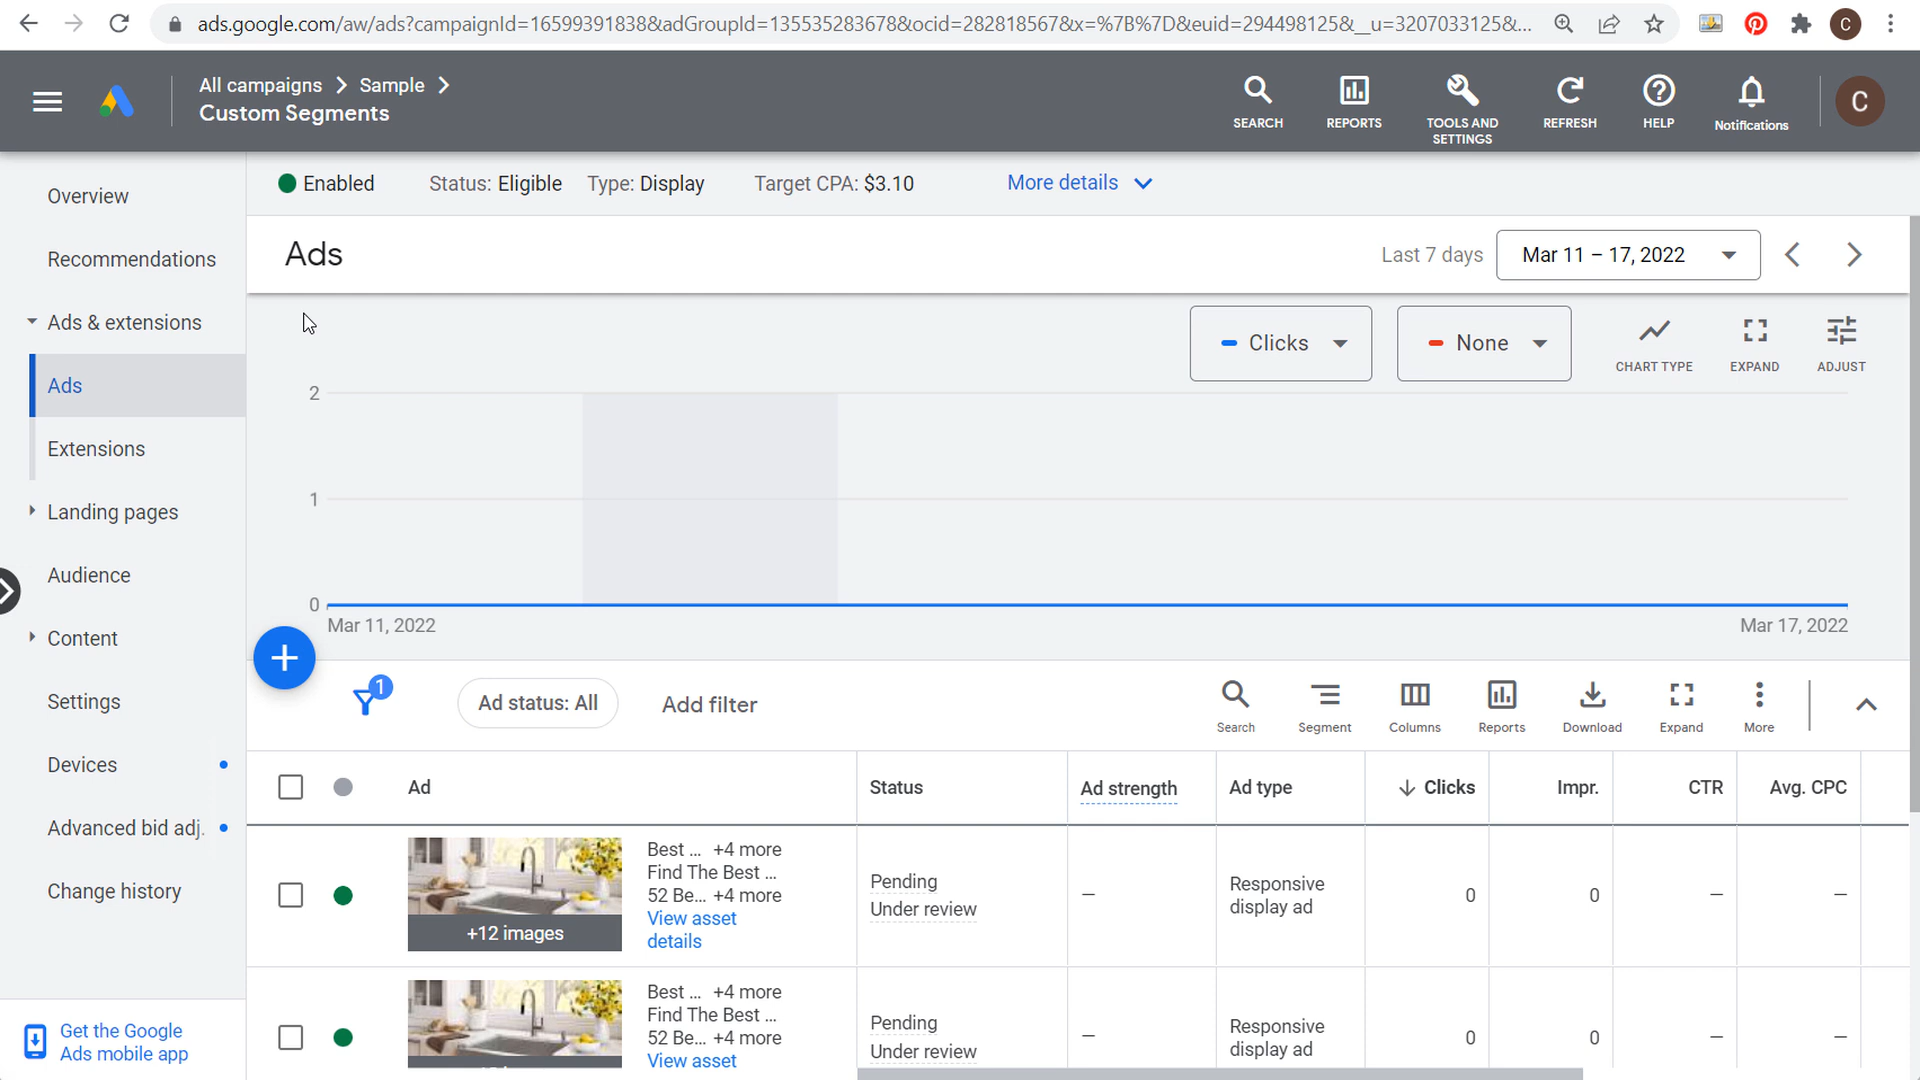 ads.google.com/aw/ads?campaignId=16599391838&adGroupId=135535283678&ocid=282818567&x=%7B%7D&euid=294498125&__u=3207033125&...
C
All campaigns > Sample >
Custom Segments
SEARCH
REPORTS
TOOLS AND
SETTINGS
REFRESH
HELP
Notifications
C
Overview
Recommendations
Ads & extensions
Ads
Extensions
Landing pages
Audience
Content
Settings
Devices
Advanced bid adj.
Change history
Get the Google
Ads mobile app
Enabled
Status: Eligible
Type: Display
Target CPA: $3.10
More details
Ads
Last 7 days
Mar 11 – 17, 2022
Clicks
None
CHART TYPE
EXPAND
ADJUST
2
1
0
Mar 11, 2022
Mar 17, 2022
1
Ad status: All
Add filter
Search
Segment
Columns
Reports
Download
Expand
More
Ad
Status
Ad strength
Ad type
Clicks
Impr.
CTR
Avg. CPC
+12 images
Best ... +4 more
Find The Best ...
52 Be... +4 more
View asset
details
Pending
Under review
—
Responsive
display ad
0
0
—
—
Best ... +4 more
Find The Best ...
52 Be... +4 more
View asset
Pending
Under review
—
Responsive
display ad
0
0
—
—